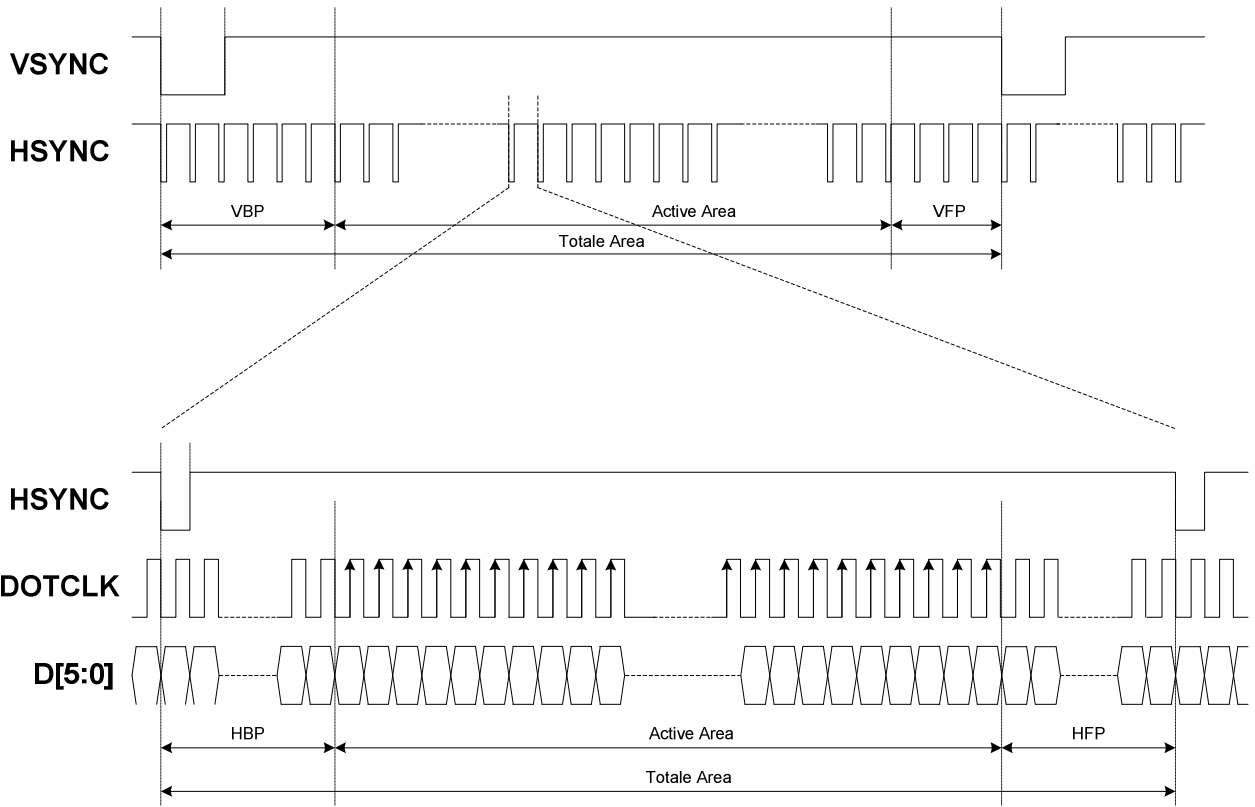 VSYNC
HSYNC
VBP Active Area VFP
Totale Area
HSYNC
DOTCLK
D[5:0]
HBP Active Area HFP
Totale Area